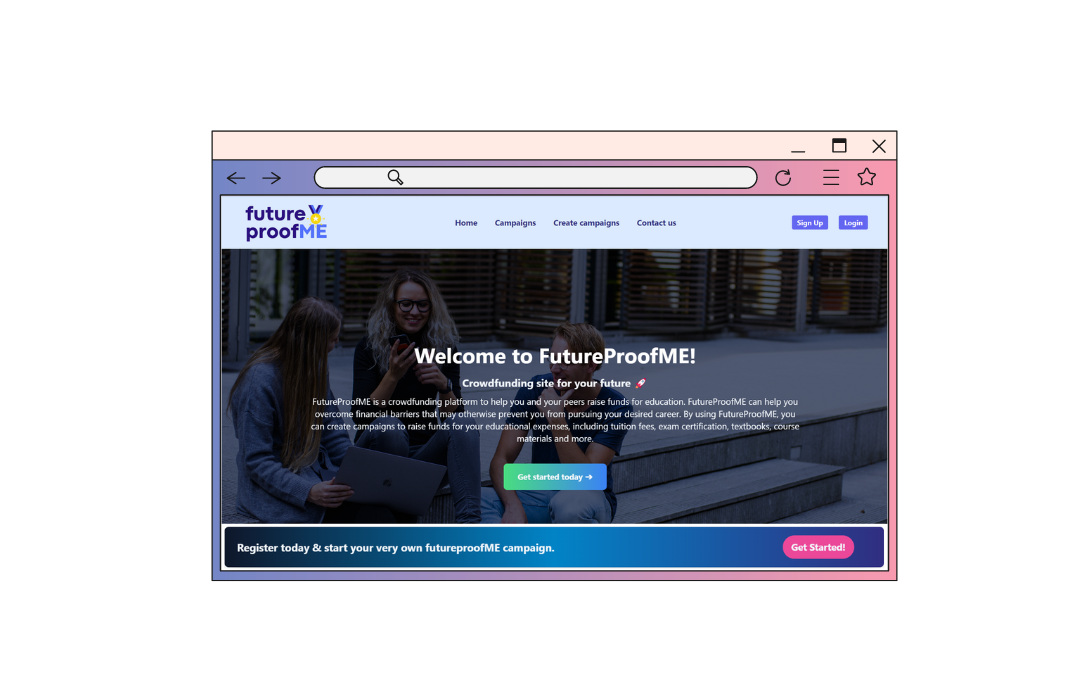 future
proofME
Home Campaigns Create campaigns Contact us
Sign Up Login
Welcome to FutureProofME!
Crowdfunding site for your future 🚀
FutureProofME is a crowdfunding platform to help you and your peers raise funds for education. FutureProofME can help you
overcome financial barriers that may otherwise prevent you from pursuing your desired career. By using FutureProofME, you
can create campaigns to raise funds for your educational expenses, including tuition fees, exam certification, textbooks, course
materials and more.
Get started today →
Register today & start your very own futureproofME campaign.
Get Started!